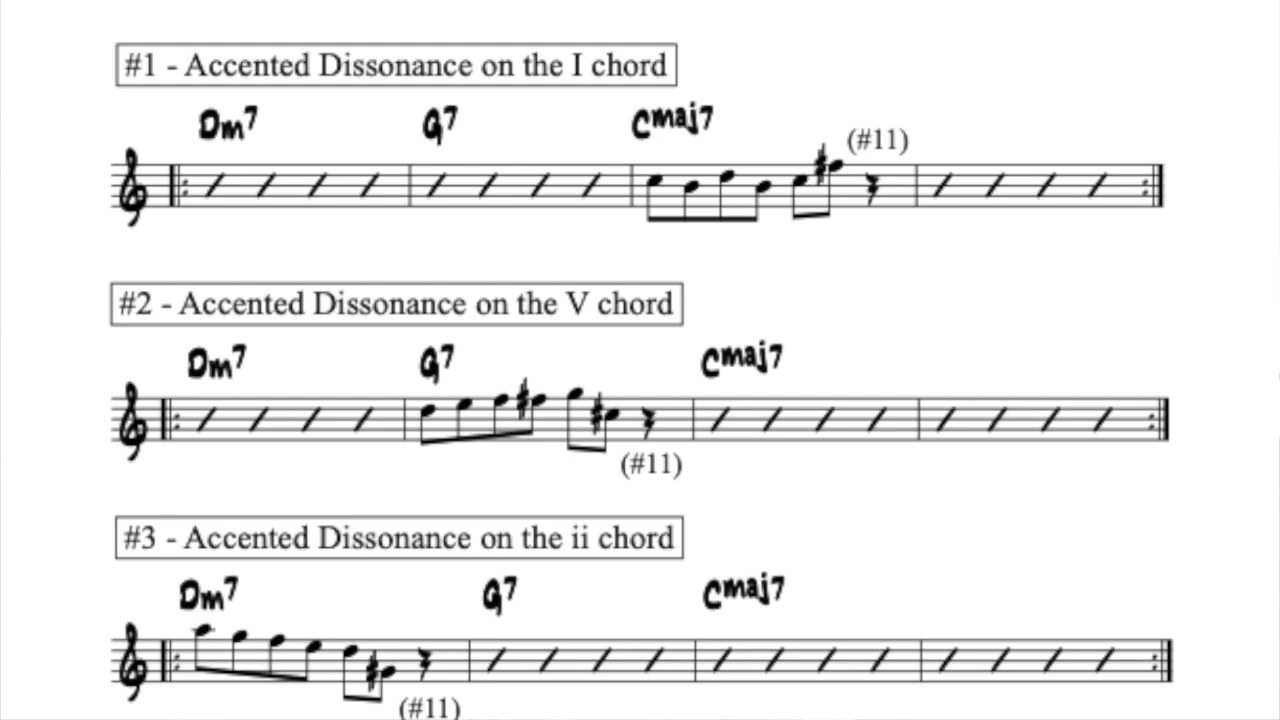 #1 - Accented Dissonance on the I chord
Dm7 G7 Cmaj7 (#11)
#2 - Accented Dissonance on the V chord
Dm7 G7 Cmaj7
(#11)
#3 - Accented Dissonance on the ii chord
Dm7 G7 Cmaj7
(#11)